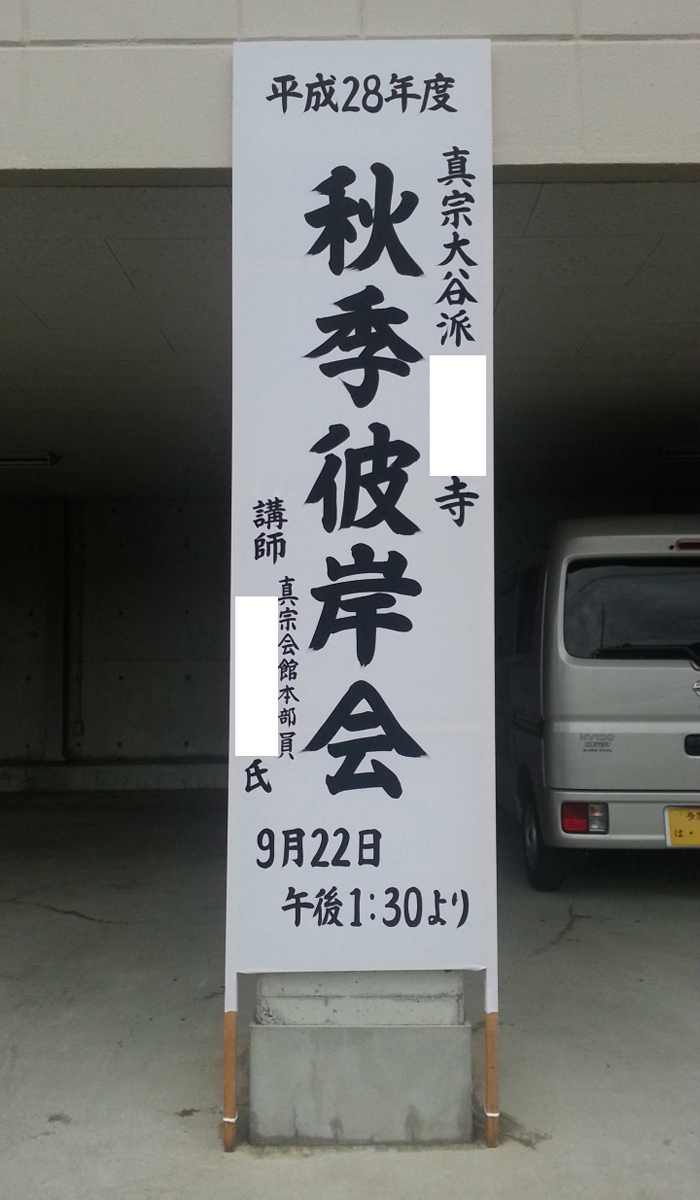 平成28年度
真宗大谷派
寺
秋季彼岸会
講師
真宗会館本部員
氏
9月22日
午後1:30より
NV100